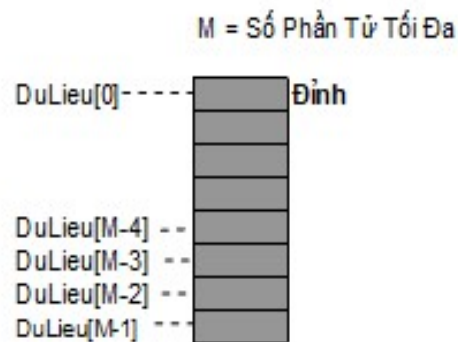 M = Số Phần Tử Tối Đa
DuLieu[0] Đỉnh
DuLieu[M-4]
DuLieu[M-3]
DuLieu[M-2]
DuLieu[M-1]